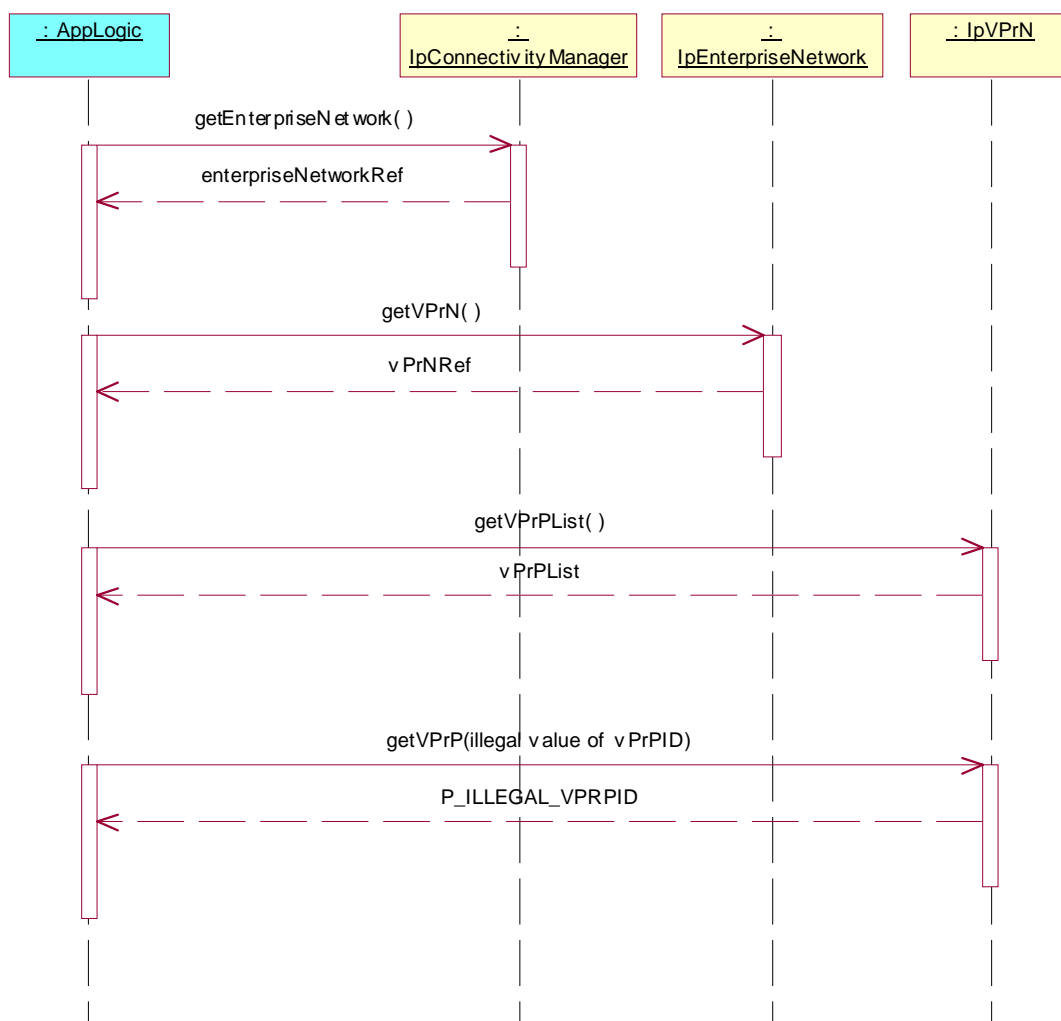 : AppLogic
:
IpConnectivityManager
:
IpEnterpriseNetwork
: IpVPrN
getEnterpriseNetwork( )
enterpriseNetworkRef
getVPrN( )
vPrNRef
getVPrPList( )
vPrPList
getVPrP(illegal value of vPrPID)
P_ILLEGAL_VPRPID